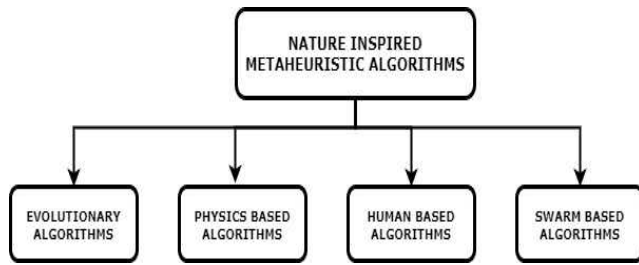 NATURE INSPIRED
METAHEURISTIC ALGORITHMS
EVOLUTIONARY
ALGORITHMS
PHYSICS BASED
ALGORITHMS
HUMAN BASED
ALGORITHMS
SWARM BASED
ALGORITHMS